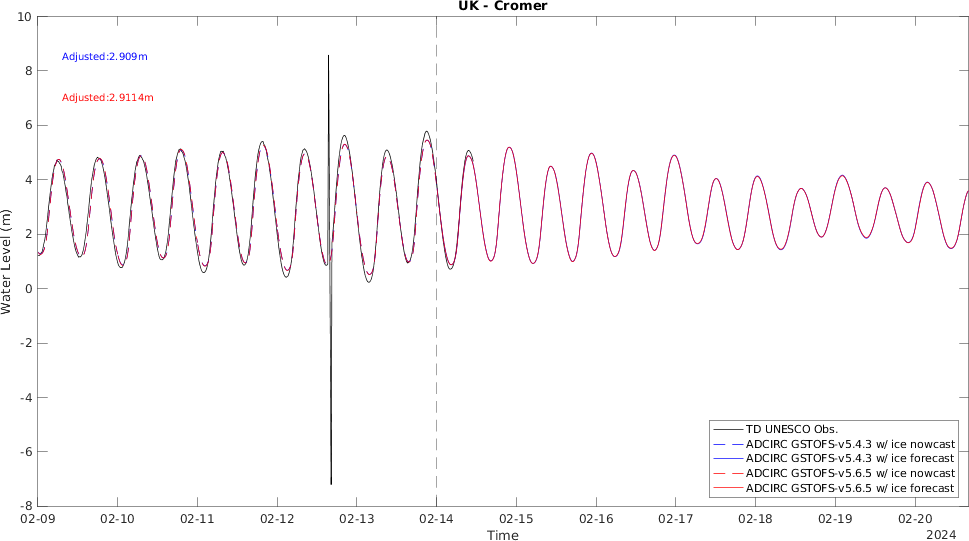 UK - Cromer
10
8
6
4
2
0
-2
-4
-6
-8
Water Level (m)
Adjusted:2.909m
Adjusted:2.9114m
TD UNESCO Obs.
ADCIRC GSTOFS-v5.4.3 w/ ice nowcast
ADCIRC GSTOFS-v5.4.3 w/ ice forecast
ADCIRC GSTOFS-v5.6.5 w/ ice nowcast
ADCIRC GSTOFS-v5.6.5 w/ ice forecast
02-09 02-10 02-11 02-12 02-13 02-14 02-15 02-16 02-17 02-18 02-19 02-20
Time
2024